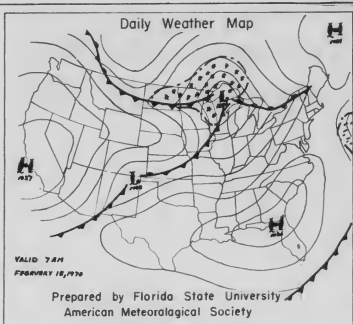 Daily Weather Map
H
L
H
L
H
VALID 7AM
FEBRUARY 18, 1970
Prepared by Florida State University
American Meteoralagical Society